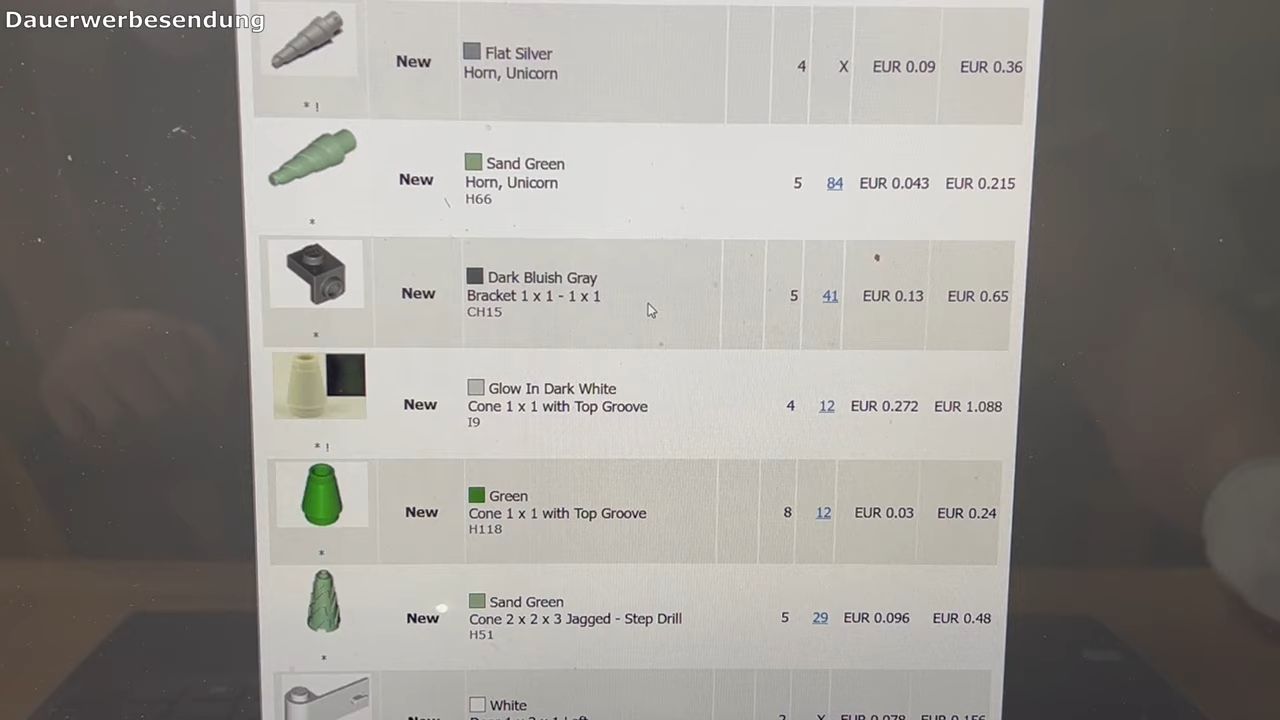 Dauerwerbesendung
New Flat Silver 4 X EUR 0.09 EUR 0.36
Horn, Unicorn
* !
New Sand Green 5 84 EUR 0.043 EUR 0.215
Horn, Unicorn
H66
*
New Dark Bluish Gray 5 41 EUR 0.13 EUR 0.65
Bracket 1 x 1 - 1 x 1
CH15
*
New Glow In Dark White 4 12 EUR 0.272 EUR 1.088
Cone 1 x 1 with Top Groove
I9
* !
New Green 8 12 EUR 0.03 EUR 0.24
Cone 1 x 1 with Top Groove
H118
*
New Sand Green 5 29 EUR 0.096 EUR 0.48
Cone 2 x 2 x 3 Jagged - Step Drill
H51
*
White